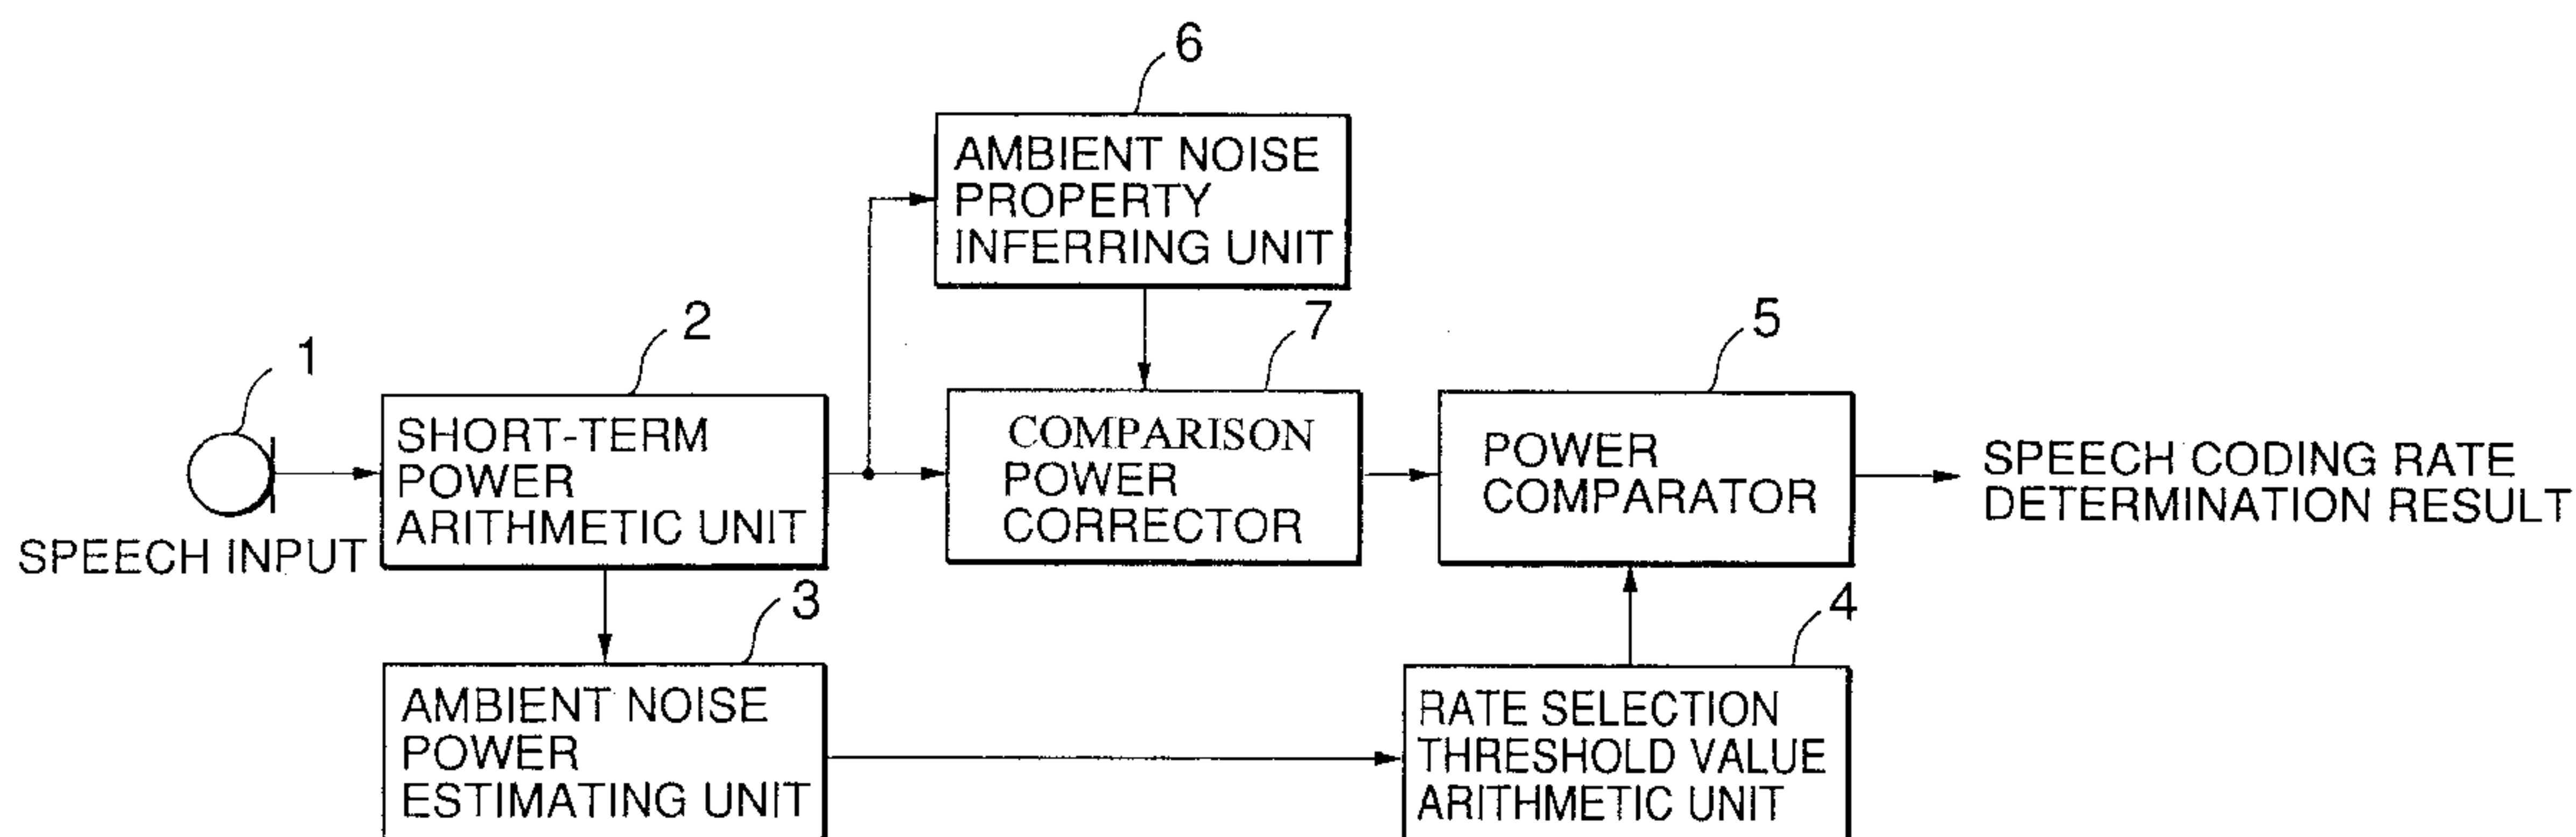 6
AMBIENT NOISE
PROPERTY
INFERRING UNIT
1
2
7
5
SHORT-TERM
POWER
ARITHMETIC UNIT
COMPARISON
POWER
CORRECTOR
POWER
COMPARATOR
SPEECH CODING RATE
DETERMINATION RESULT
SPEECH INPUT
3
4
AMBIENT NOISE
POWER
ESTIMATING UNIT
RATE SELECTION
THRESHOLD VALUE
ARITHMETIC UNIT